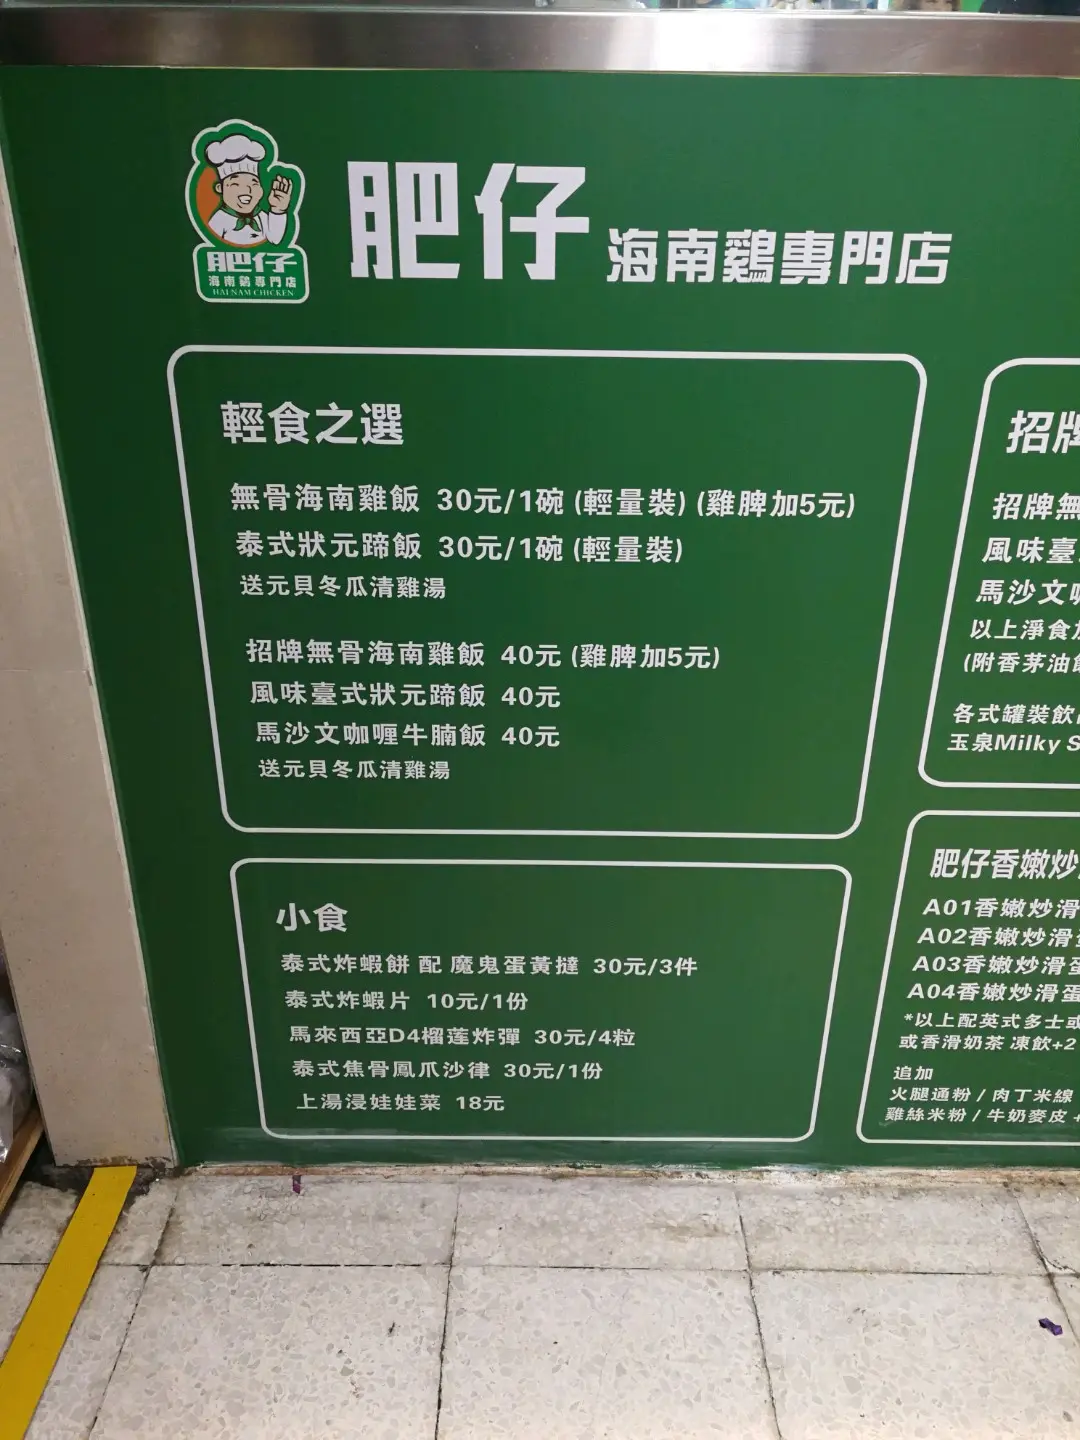 肥仔
海南鷄專門店
HAI NAM CHICKEN
肥仔 海南鷄專門店
輕食之選
無骨海南雞飯 30元/1碗 (輕量裝) (雞脾加5元)
泰式狀元蹄飯 30元/1碗 (輕量裝)
送元貝冬瓜清雞湯
招牌無骨海南雞飯 40元 (雞脾加5元)
風味臺式狀元蹄飯 40元
馬沙文咖喱牛腩飯 40元
送元貝冬瓜清雞湯
小食
泰式炸蝦餅 配 魔鬼蛋黃撻 30元/3件
泰式炸蝦片 10元/1份
馬來西亞D4榴莲炸彈 30元/4粒
泰式焦骨鳳爪沙律 30元/1份
上湯浸娃娃菜 18元
招牌
招牌無
風味臺
馬沙文咖
以上淨食加
(附香茅油飯
各式罐裝飲品
玉泉Milky S
肥仔香嫩炒
A01香嫩炒滑
A02香嫩炒滑蛋
A03香嫩炒滑蛋
A04香嫩炒滑蛋
*以上配英式多士或
或香滑奶茶 凍飲+2
追加
火腿通粉 / 肉丁米線
雞絲米粉 / 牛奶麥皮 +